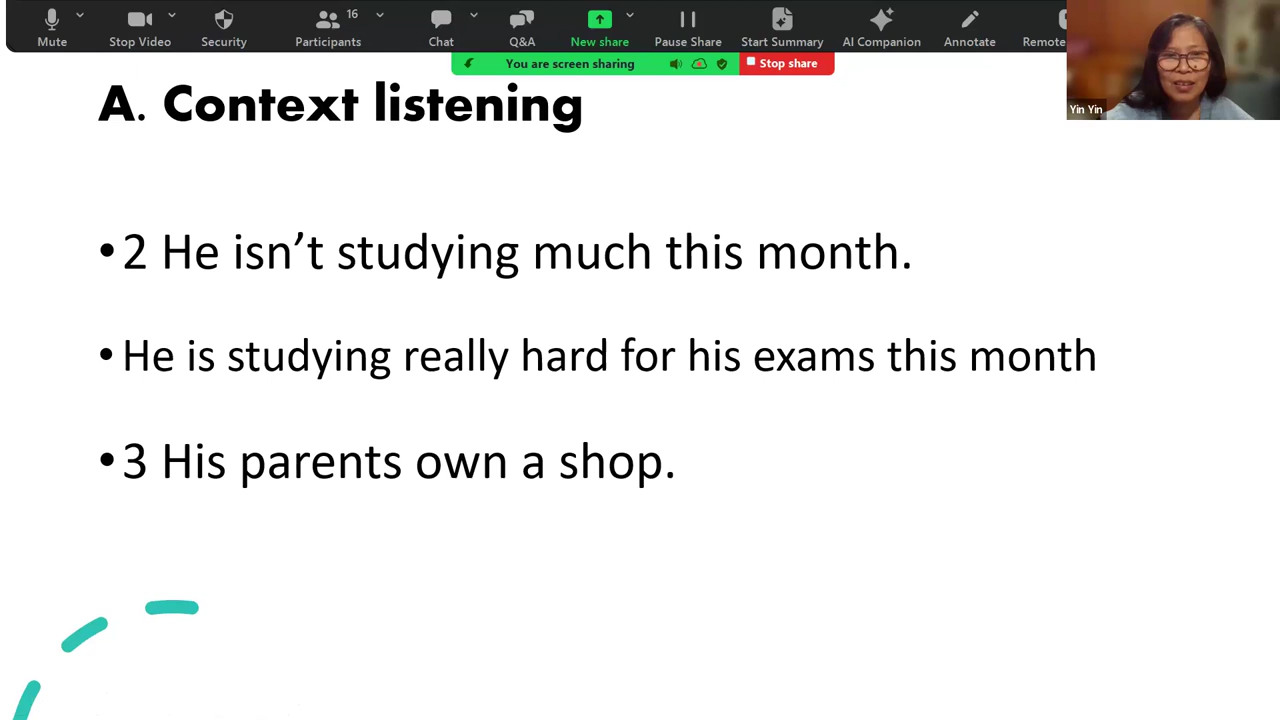 Mute
Stop Video
Security
Participants
16
Chat
Q&A
New share
Pause Share
Start Summary
AI Companion
Annotate
Remote
You are screen sharing
Stop share
Yin Yin
A. Context listening
•2 He isn’t studying much this month.
•He is studying really hard for his exams this month
•3 His parents own a shop.